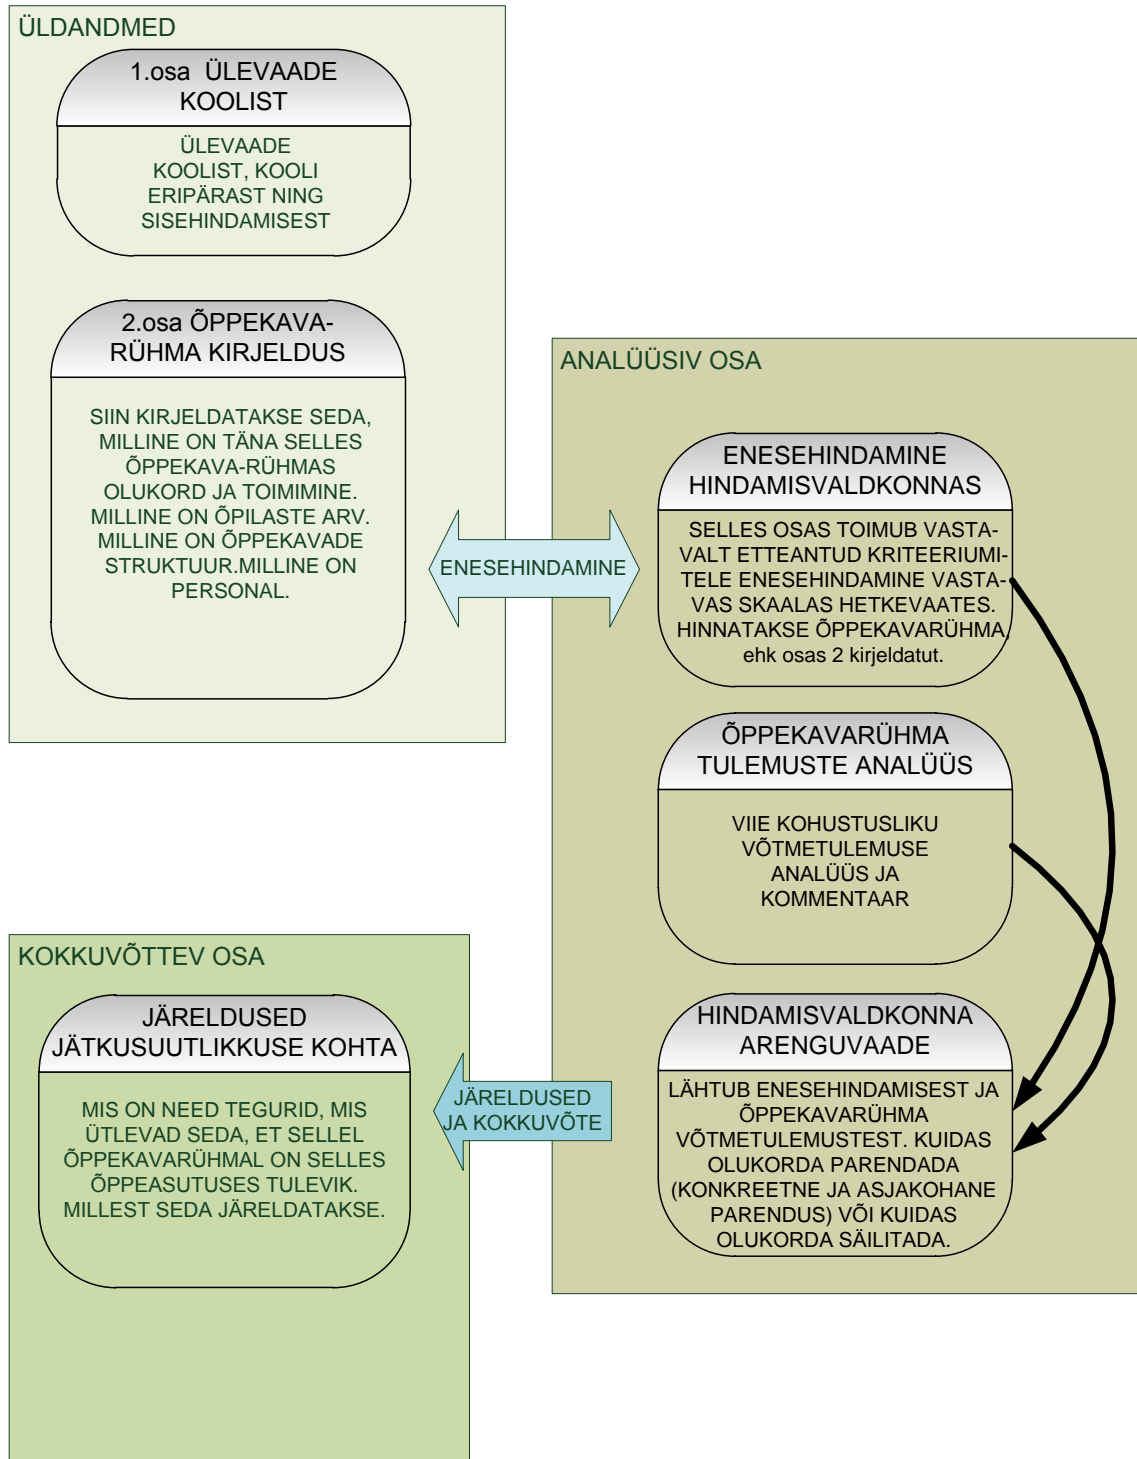 ÜLDANDMED
1.osa ÜLEVAADE
KOOLIST
ÜLEVAADE
KOOLIST, KOOLI
ERIPÄRAST NING
SISEHINDAMISEST
2.osa ÕPPEKAVA-
RÜHMA KIRJELDUS
SIIN KIRJELDATAKSE SEDA,
MILLINE ON TÄNA SELLES
ÕPPEKAVA-RÜHMAS
OLUKORD JA TOIMIMINE.
MILLINE ON ÕPILASTE ARV.
MILLINE ON ÕPPEKAVADE
STRUKTUUR.MILLINE ON
PERSONAL.
ENESEHINDAMINE
ANALÜÜSIV OSA
ENESEHINDAMINE
HINDAMISVALDKONNAS
SELLES OSAS TOIMUB VASTA-
VALT ETTEANTUD KRITEERIUMI-
TELE ENESEHINDAMINE VASTA-
VAS SKAALAS HETKEVAATES.
HINNATAKSE ÕPPEKAVARÜHMA,
ehk osas 2 kirjeldatut.
ÕPPEKAVARÜHMA
TULEMUSTE ANALÜÜS
VIIE KOHUSTUSLIKU
VÕTMETULEMUSE
ANALÜÜS JA
KOMMENTAAR
HINDAMISVALDKONNA
ARENGUVAADE
LÄHTUB ENESEHINDAMISEST JA
ÕPPEKAVARÜHMA
VÕTMETULEMUSTEST. KUIDAS
OLUKORDA PARENDADA
(KONKREETNE JA ASJAKOHANE
PARENDUS) VÕI KUIDAS
OLUKORDA SÄILITADA.
JÄRELDUSED
JA KOKKUVÕTE
KOKKUVÕTTEV OSA
JÄRELDUSED
JÄTKUSUUTLIKKUSE KOHTA
MIS ON NEED TEGURID, MIS
ÜTLEVAD SEDA, ET SELLEL
ÕPPEKAVARÜHMAL ON SELLES
ÕPPEASUTUSES TULEVIK.
MILLEST SEDA JÄRELDATAKSE.